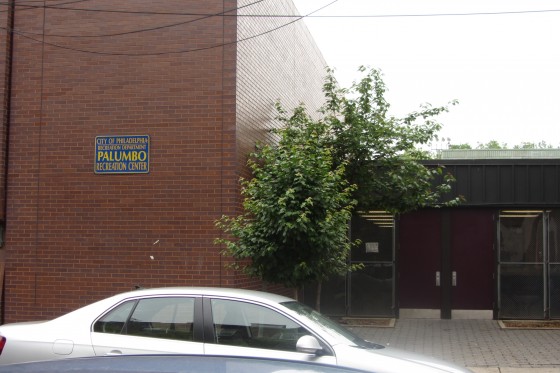 CITY OF PHILADELPHIA
RECREATION DEPARTMENT
PALUMBO
RECREATION CENTER